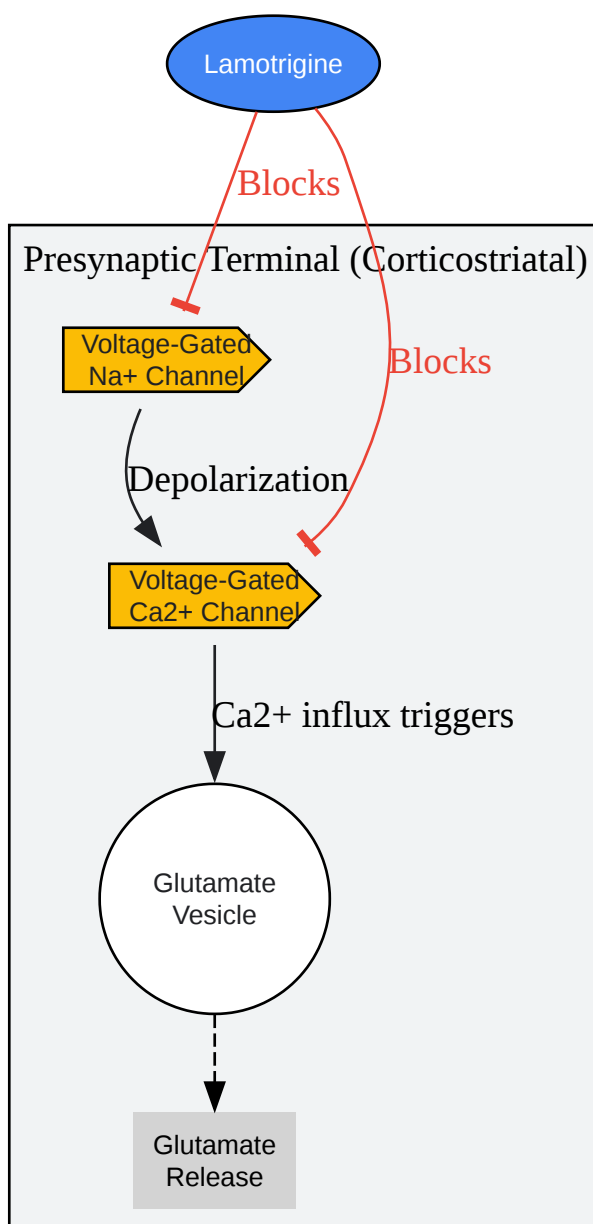 Lamotrigine
Blocks
Presynaptic Terminal (Corticostriatal)
Voltage-Gated
Na+ Channel
Blocks
Depolarization
Voltage-Gated
Ca2+ Channel
Ca2+ influx triggers
Glutamate
Vesicle
Glutamate
Release